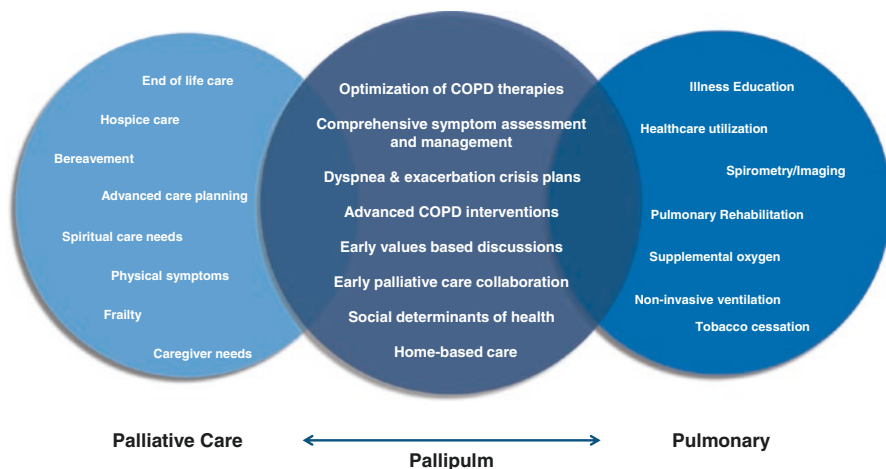 End of life care
Hospice care
Bereavement
Advanced care planning
Spiritual care needs
Physical symptoms
Frailty
Caregiver needs
Optimization of COPD therapies
Comprehensive symptom assessment
and management
Dyspnea & exacerbation crisis plans
Advanced COPD interventions
Early values based discussions
Early palliative care collaboration
Social determinants of health
Home-based care
Illness Education
Healthcare utilization
Spirometry/Imaging
Pulmonary Rehabilitation
Supplemental oxygen
Non-invasive ventilation
Tobacco cessation
Palliative Care
Pallipulm
Pulmonary